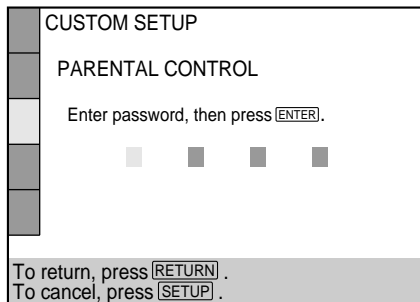 CUSTOM SETUP
PARENTAL CONTROL
Enter password, then press ENTER.
To return, press RETURN .
To cancel, press SETUP .